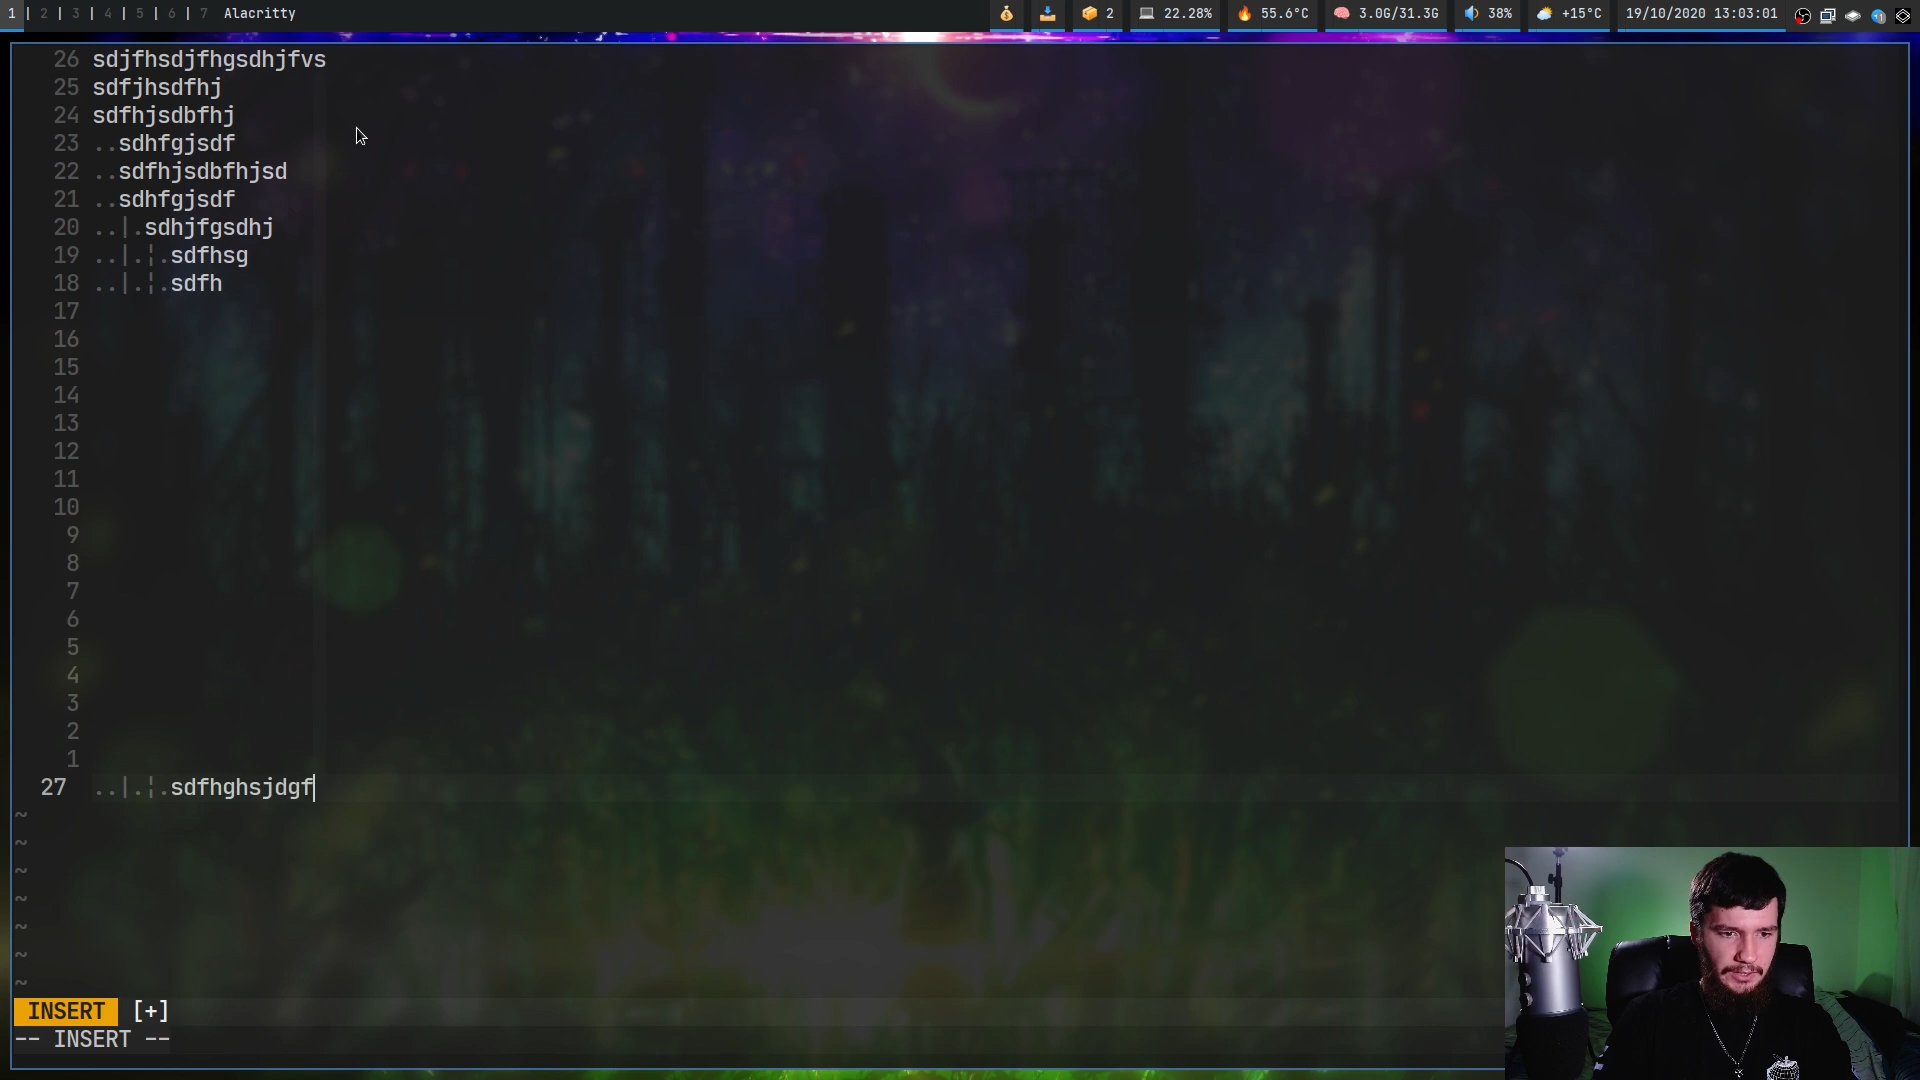 1 | 2 | 3 | 4 | 5 | 6 | 7 Alacritty 2 22.28% 55.6°C 3.0G/31.3G 38% +15°C 19/10/2020 13:03:01
26 sdjfhsdjfhgsdhjfvs
25 sdfjhsdfhj
24 sdfhjsdbfhj
23 ..sdhfgjsdf
22 ..sdfhjsdbfhjsd
21 ..sdhfgjsdf
20 ..|.sdhjfgsdhj
19 ..|.¦.sdfhsg
18 ..|.¦.sdfh
17
16
15
14
13
12
11
10
9
8
7
6
5
4
3
2
1
27 ..|.¦.sdfhghsjdgf
~
~
~
~
~
~
~
INSERT [+]
-- INSERT --